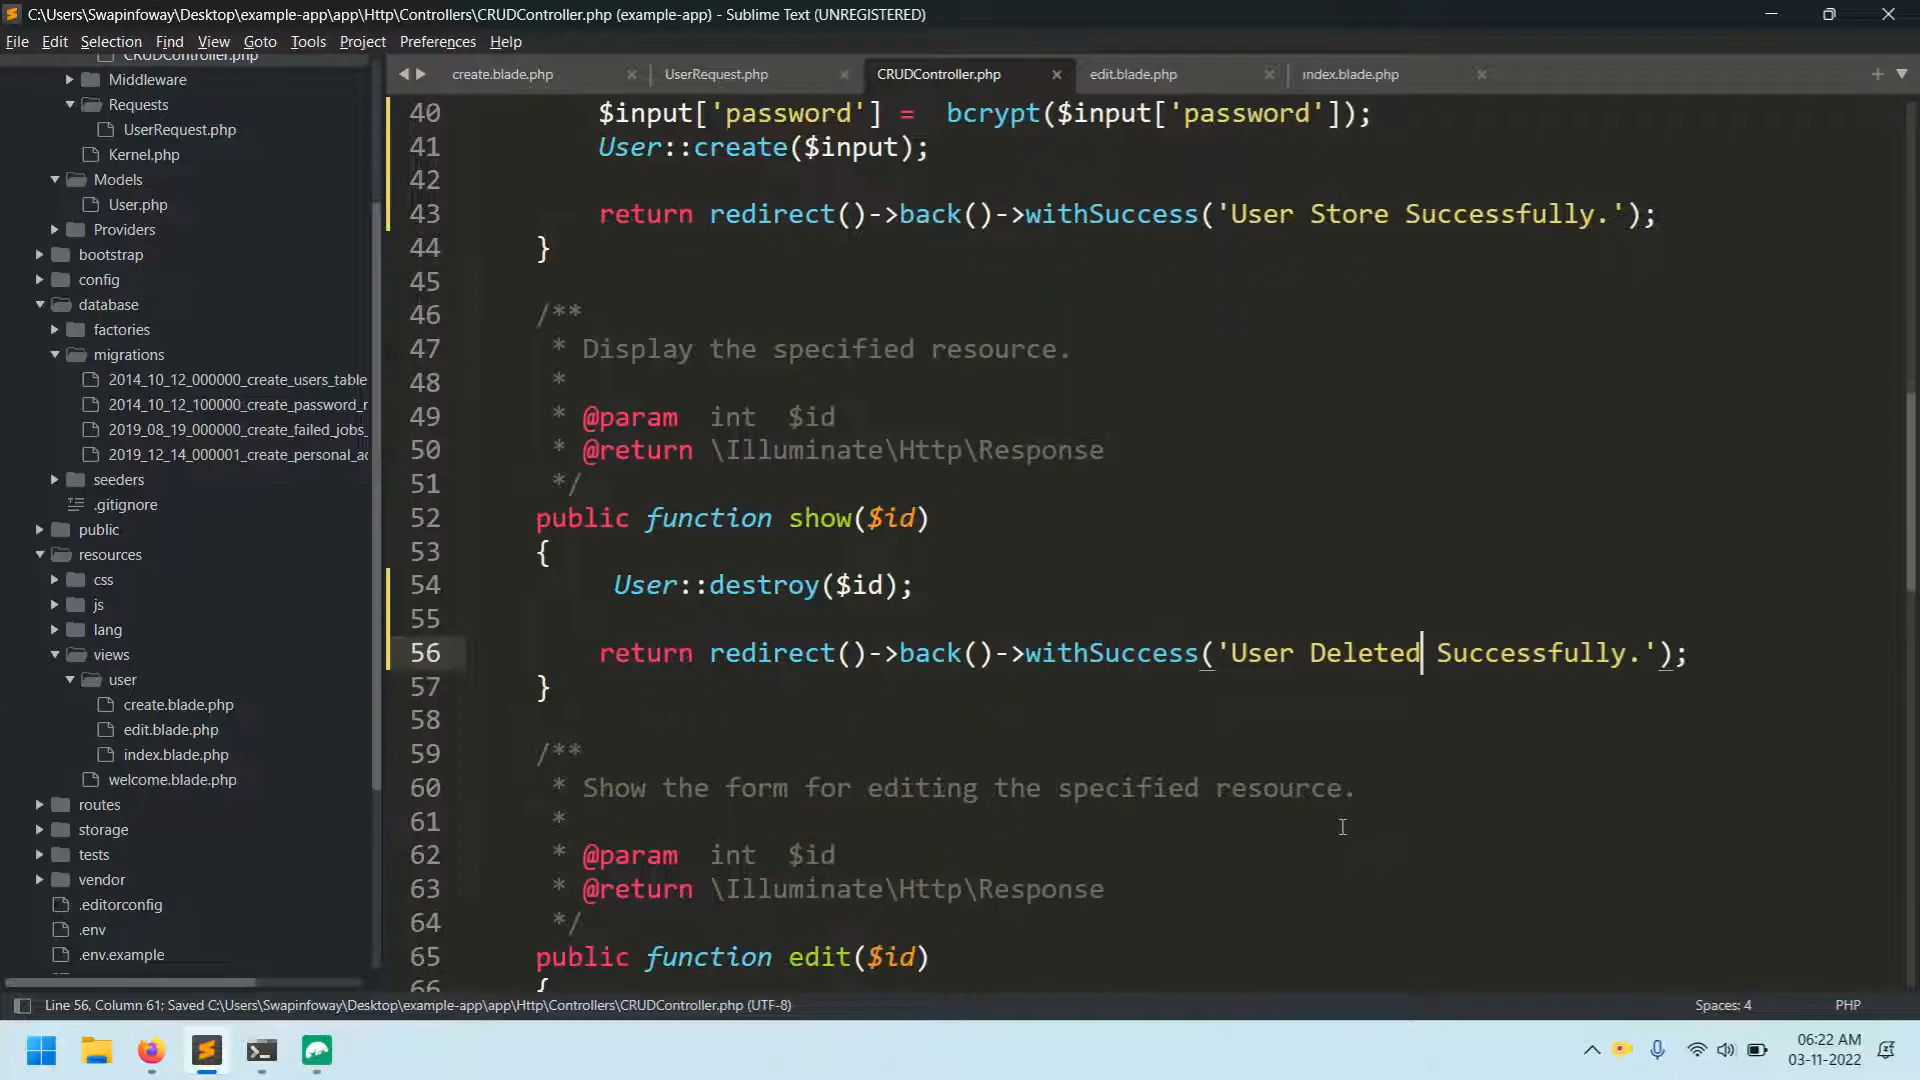 C:\Users\Swapinfoway\Desktop\example-app\app\Http\Controllers\CRUDController.php (example-app) - Sublime Text (UNREGISTERED)
File Edit Selection Find View Goto Tools Project Preferences Help
CRUDController.php
Middleware
Requests
UserRequest.php
Kernel.php
Models
User.php
Providers
bootstrap
config
database
factories
migrations
2014_10_12_000000_create_users_table
2014_10_12_100000_create_password_r
2019_08_19_000000_create_failed_jobs_
2019_12_14_000001_create_personal_ac
seeders
.gitignore
public
resources
css
js
lang
views
user
create.blade.php
edit.blade.php
index.blade.php
welcome.blade.php
routes
storage
tests
vendor
.editorconfig
.env
.env.example
create.blade.php UserRequest.php CRUDController.php edit.blade.php index.blade.php
40 $input['password'] =  bcrypt($input['password']);
41 User::create($input);
42
43 return redirect()->back()->withSuccess('User Store Successfully.');
44 }
45
46 /**
47 * Display the specified resource.
48 *
49 * @param  int  $id
50 * @return \Illuminate\Http\Response
51 */
52 public function show($id)
53 {
54 User::destroy($id);
55
56 return redirect()->back()->withSuccess('User Deleted Successfully.');
57 }
58
59 /**
60 * Show the form for editing the specified resource.
61 *
62 * @param  int  $id
63 * @return \Illuminate\Http\Response
64 */
65 public function edit($id)
66 {
Line 56, Column 61; Saved C:\Users\Swapinfoway\Desktop\example-app\app\Http\Controllers\CRUDController.php (UTF-8) Spaces: 4 PHP
06:22 AM
03-11-2022